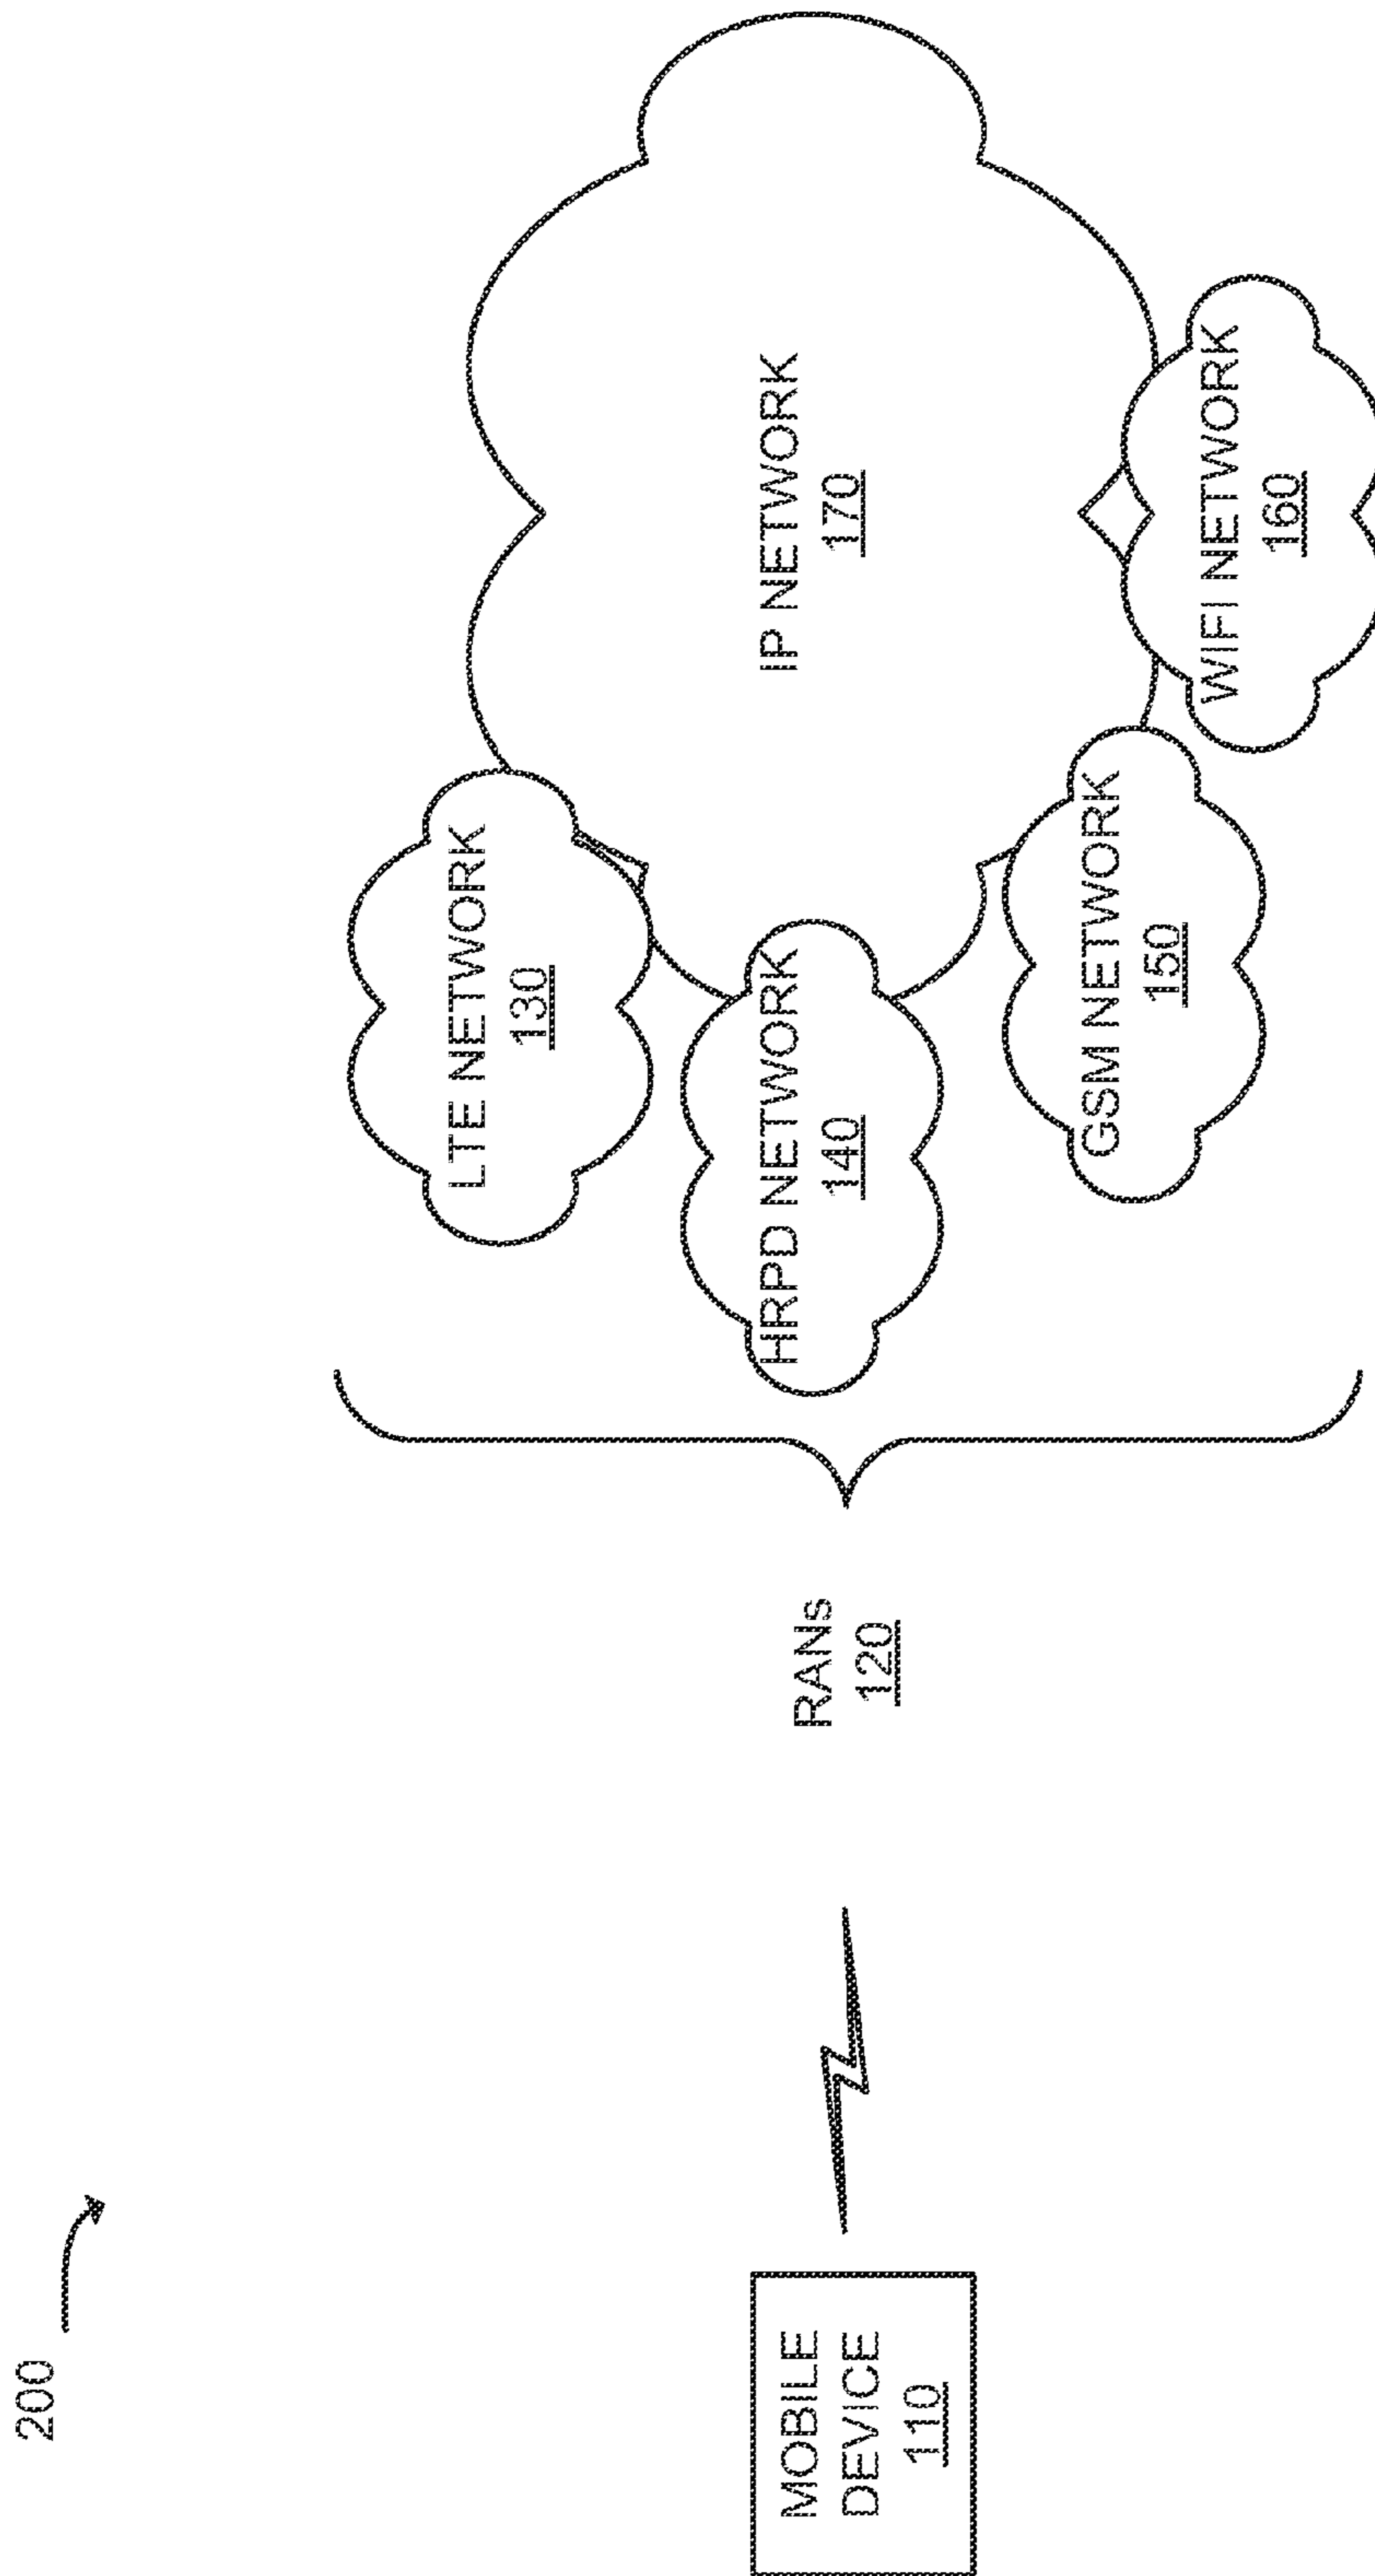 200
MOBILE
DEVICE
110
RANs
120
LTE NETWORK
130
HRPD NETWORK
140
GSM NETWORK
150
WIFI NETWORK
160
IP NETWORK
170